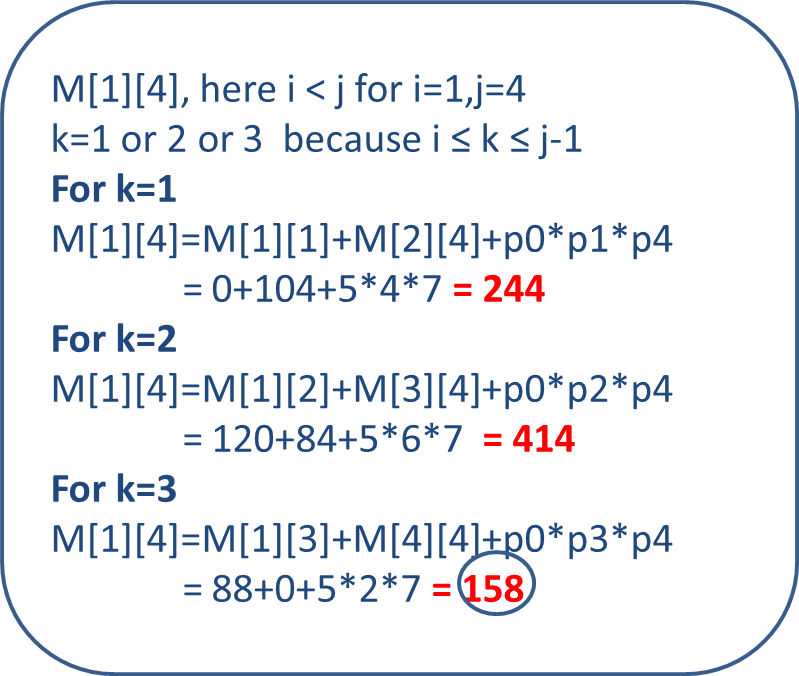 M[1][4], here i < j for i=1,j=4
k=1 or 2 or 3  because i ≤ k ≤ j-1
For k=1
M[1][4]=M[1][1]+M[2][4]+p0*p1*p4
= 0+104+5*4*7 = 244
For k=2
M[1][4]=M[1][2]+M[3][4]+p0*p2*p4
= 120+84+5*6*7  = 414
For k=3
M[1][4]=M[1][3]+M[4][4]+p0*p3*p4
= 88+0+5*2*7 = 158